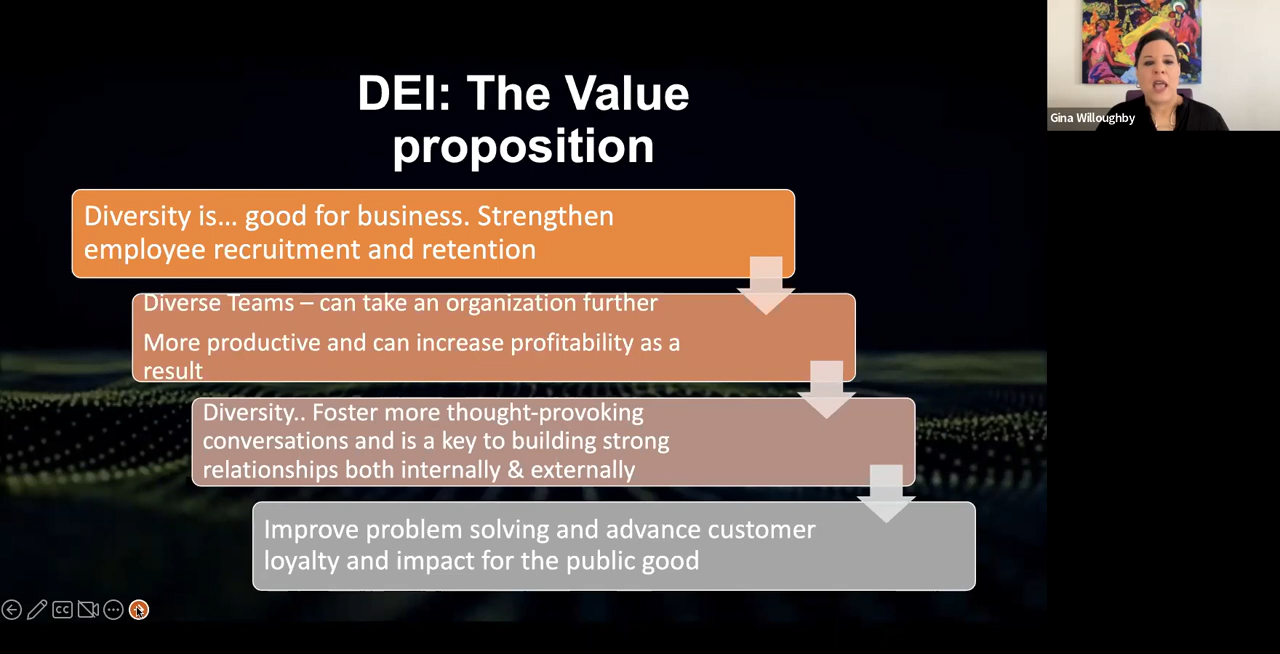 DEI: The Value
proposition
Diversity is... good for business. Strengthen
employee recruitment and retention
Diverse Teams – can take an organization further
More productive and can increase profitability as a
result
Diversity.. Foster more thought-provoking
conversations and is a key to building strong
relationships both internally & externally
Improve problem solving and advance customer
loyalty and impact for the public good
Gina Willoughby
CC